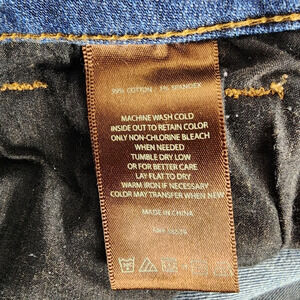 99% COTTON 1% SPANDEX
MACHINE WASH COLD
INSIDE OUT TO RETAIN COLOR
ONLY NON-CHLORINE BLEACH
WHEN NEEDED
TUMBLE DRY LOW
OR FOR BETTER CARE
LAY FLAT TO DRY
WARM IRON IF NECESSARY
COLOR MAY TRANSFER WHEN NEW
MADE IN CHINA